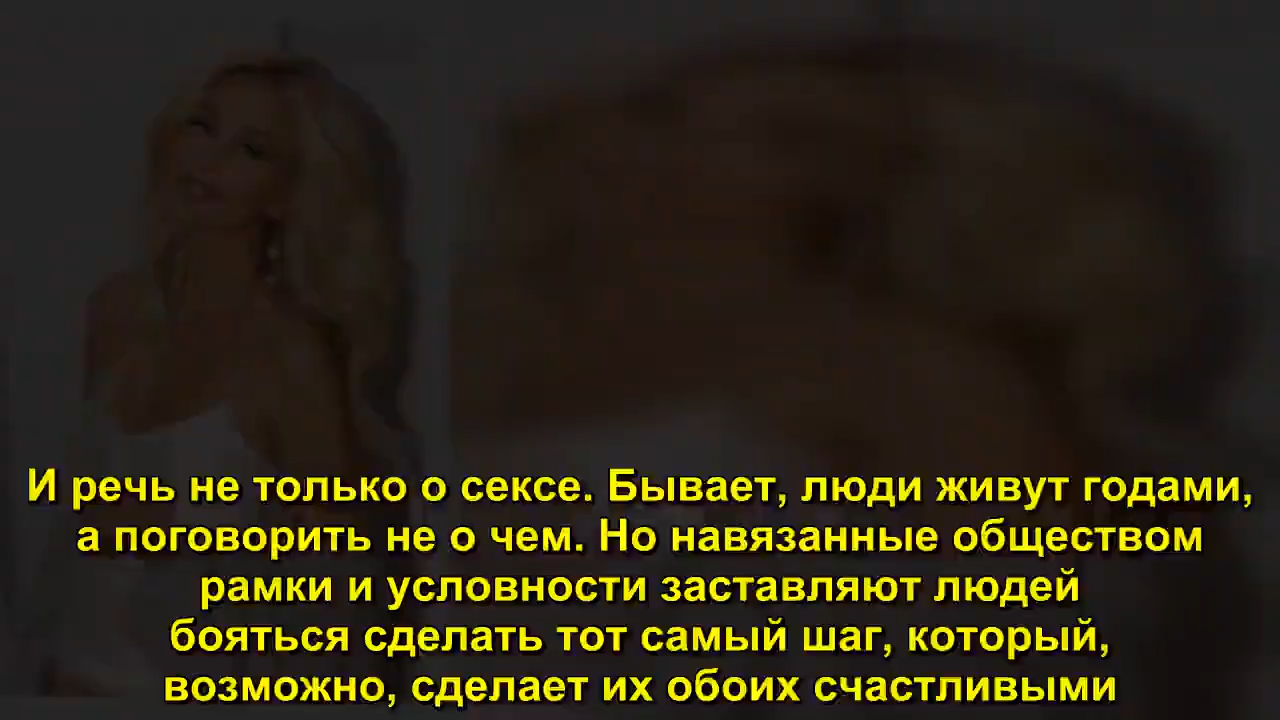 И речь не только о сексе. Бывает, люди живут годами,
а поговорить не о чем. Но навязанные обществом
рамки и условности заставляют людей
бояться сделать тот самый шаг, который,
возможно, сделает их обоих счастливыми